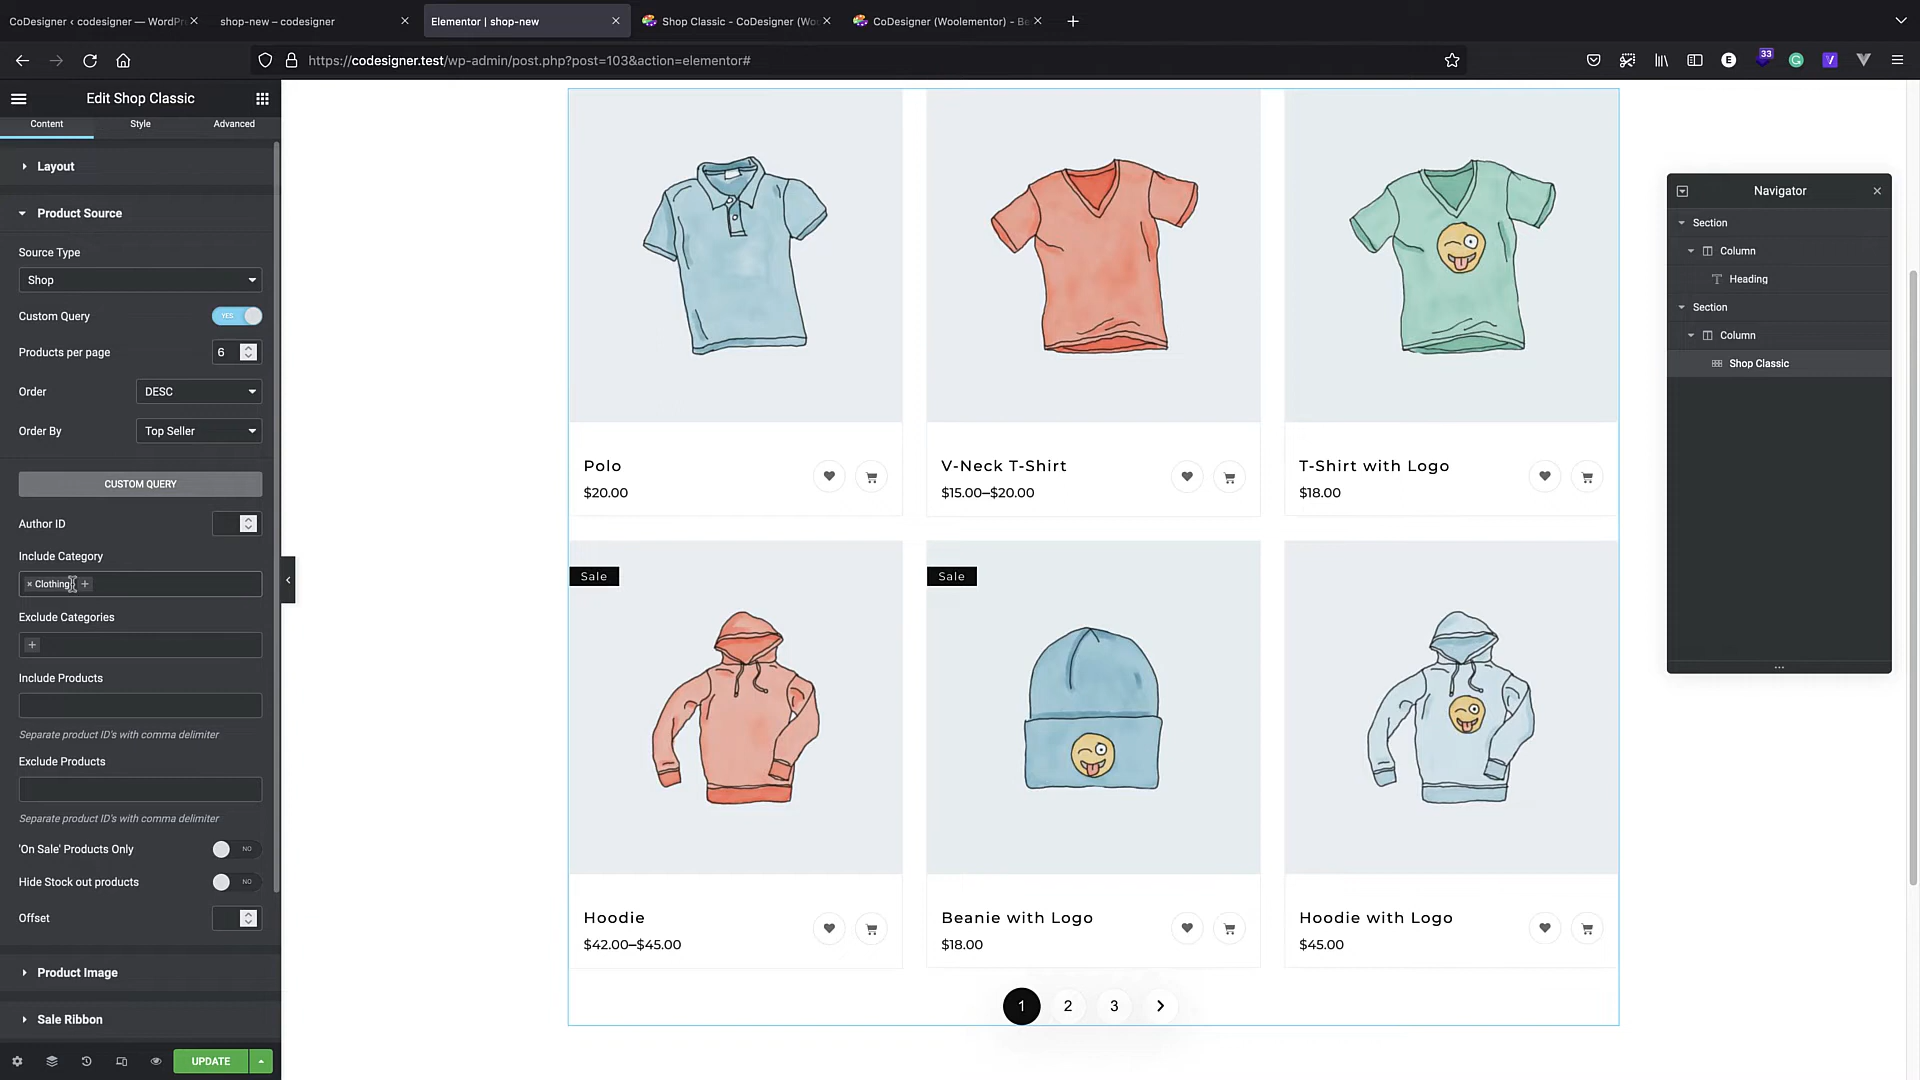 CoDesigner ‹ codesigner — WordPr
shop-new – codesigner
Elementor | shop-new
Shop Classic - CoDesigner (Woo
CoDesigner (Woolementor) - Be
https://codesigner.test/wp-admin/post.php?post=103&action=elementor#
33
Edit Shop Classic
Content
Style
Advanced
Layout
Product Source
Source Type
Shop
Custom Query
YES
Products per page
6
Order
DESC
Order By
Top Seller
CUSTOM QUERY
Author ID
Include Category
× Clothing
+
Exclude Categories
+
Include Products
Separate product ID's with comma delimiter
Exclude Products
Separate product ID's with comma delimiter
'On Sale' Products Only
NO
Hide Stock out products
NO
Offset
Product Image
Sale Ribbon
UPDATE
Polo
$20.00
V-Neck T-Shirt
$15.00–$20.00
T-Shirt with Logo
$18.00
Sale
Sale
Hoodie
$42.00–$45.00
Beanie with Logo
$18.00
Hoodie with Logo
$45.00
1
2
3
Navigator
Section
Column
Heading
Section
Column
Shop Classic